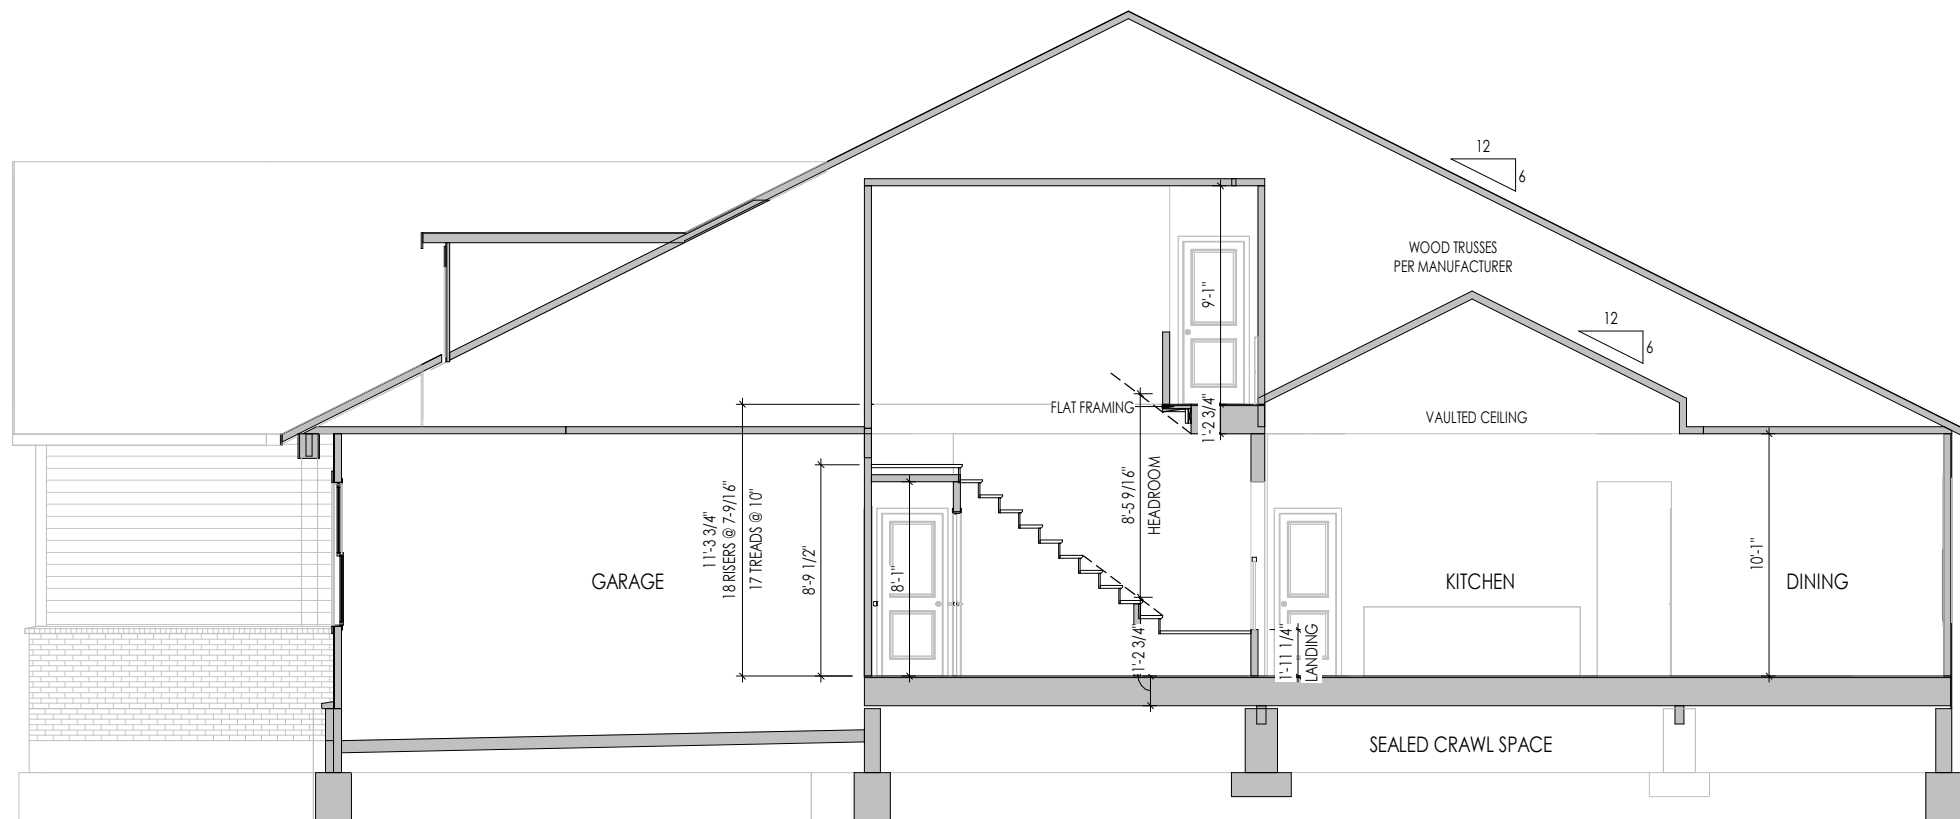 12
6
WOOD TRUSSES
PER MANUFACTURER
9'-1"
12
6
FLAT FRAMING
1'-2 3/4"
VAULTED CEILING
11'-3 3/4"
18 RISERS @ 7-9/16"
17 TREADS @ 10"
8'-9 1/2"
8'-1"
8'-5 9/16"
HEADROOM
10'-1"
GARAGE
KITCHEN
DINING
1'-2 3/4"
1'-11 1/4"
LANDING
SEALED CRAWL SPACE